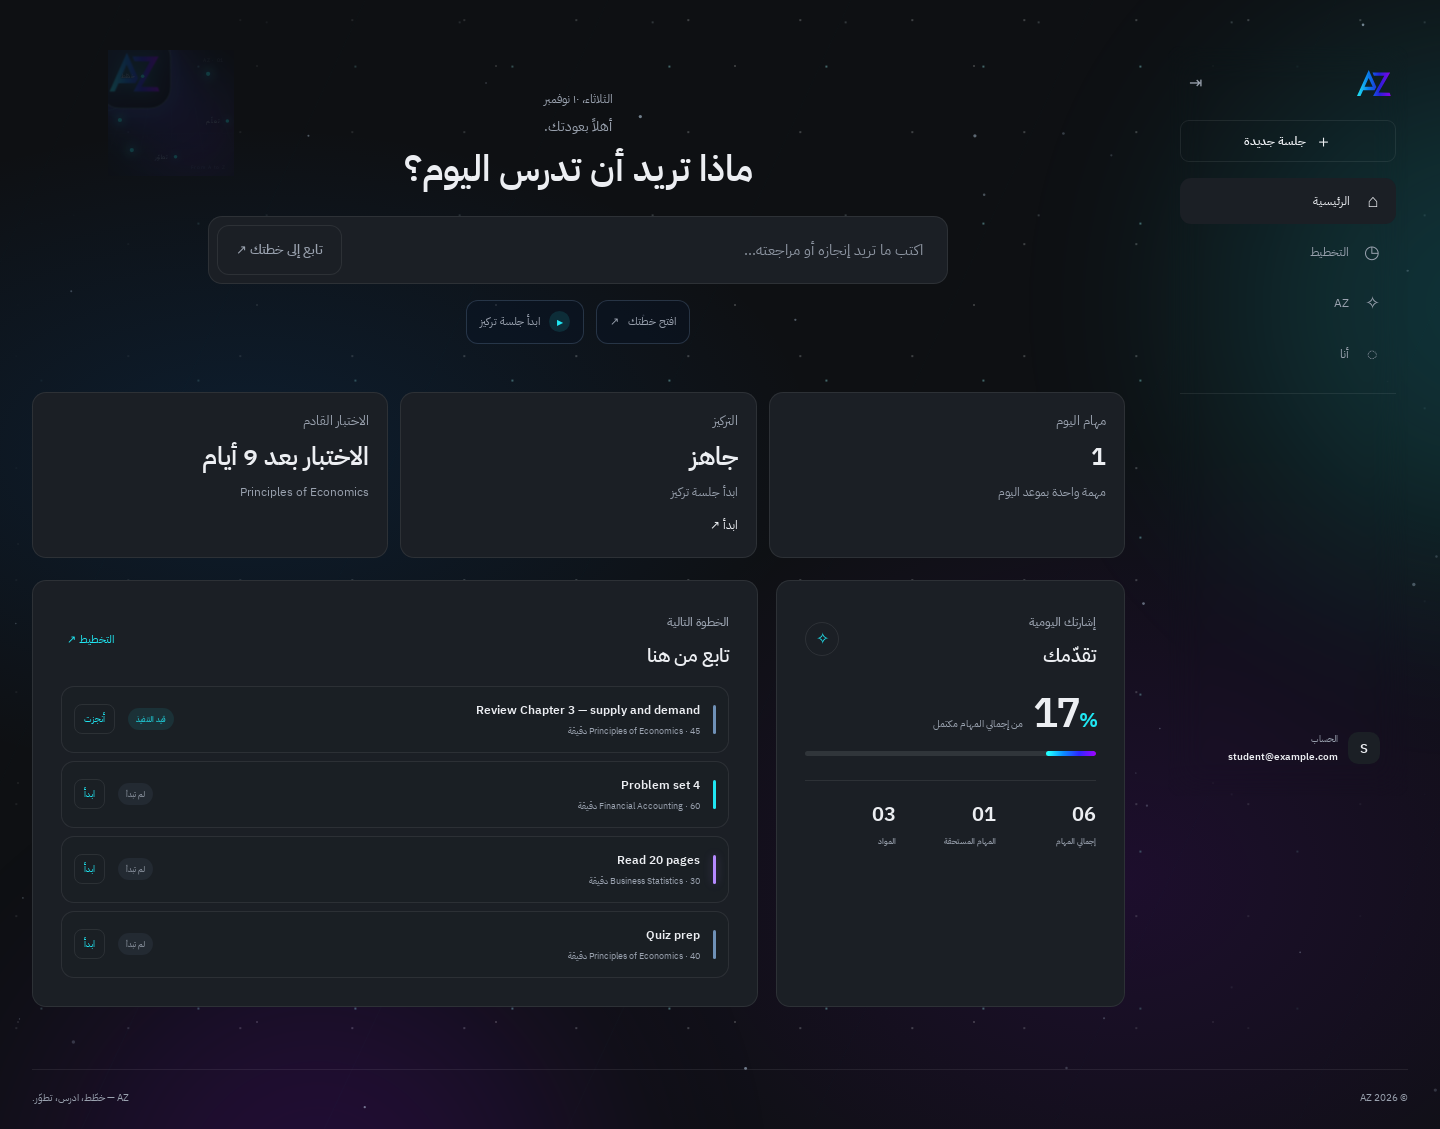 AZ
جلسة جديدة
الرئيسية
التخطيط
AZ
أنا
الحساب
student@example.com
S
الثلاثاء، ١٠ نوفمبر
أهلاً بعودتك.
ماذا تريد أن تدرس اليوم؟
اكتب ما تريد إنجازه أو مراجعته...
تابع إلى خطتك ↗
افتح خطتك ↗
ابدأ جلسة تركيز
مهام اليوم
1
مهمة واحدة بموعد اليوم
التركيز
جاهز
ابدأ جلسة تركيز
ابدأ ↗
الاختبار القادم
الاختبار بعد 9 أيام
Principles of Economics
إشارتك اليومية
تقدّمك
17%
من إجمالي المهام مكتمل
06
إجمالي المهام
01
المهام المستحقة
03
المواد
الخطوة التالية
تابع من هنا
التخطيط ↗
Review Chapter 3 — supply and demand
Principles of Economics · 45 دقيقة
قيد التنفيذ
أنجزت
Problem set 4
Financial Accounting · 60 دقيقة
لم تبدأ
ابدأ
Read 20 pages
Business Statistics · 30 دقيقة
لم تبدأ
ابدأ
Quiz prep
Principles of Economics · 40 دقيقة
لم تبدأ
ابدأ
© 2026 AZ
AZ — خطّط، ادرس، تطوّر.